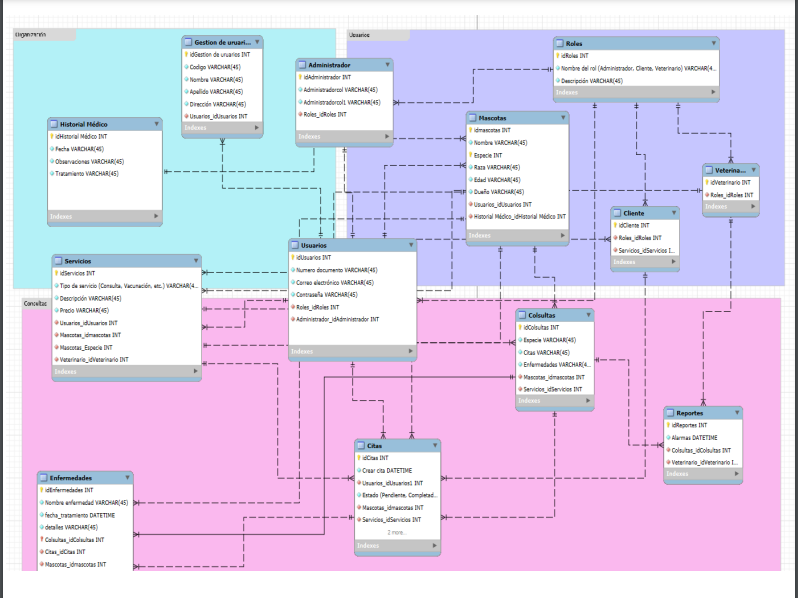 Organización
Usuarios
Gestion de urnari...
idGestion de usuarios INT
Codigo VARCHAR(45)
Nombre VARCHAR(45)
Apellido VARCHAR(45)
Dirección VARCHAR(45)
Usuarios_idUsuarios INT
Indexes
Administrador
idAdministrador INT
Administradorcol VARCHAR(45)
Administradorcol1 VARCHAR(45)
Roles_idRoles INT
Indexes
Roles
idRoles INT
Nombre del rol (Administrador, Cliente, Veterinario) VARCHAR(4...
Descripción VARCHAR(45)
Indexes
Historial Médico
idHistorial Médico INT
Fecha VARCHAR(45)
Observaciones VARCHAR(45)
Tratamiento VARCHAR(45)
Indexes
Mascotas
idmascotas INT
Nombre VARCHAR(45)
Especie INT
Raza VARCHAR(45)
Edad VARCHAR(45)
Dueño VARCHAR(45)
Usuarios_idUsuarios INT
Historial Médico_idHistorial Médico INT
Indexes
Veterina...
idVeterinario INT
Roles_idRoles INT
Indexes
Cliente
idCliente INT
Roles_idRoles INT
Servicios_idServicios I...
Indexes
Servicios
idServicios INT
Tipo de servicio (Consulta, Vacunación, etc.) VARCHAR(4...
Descripción VARCHAR(45)
Precio VARCHAR(45)
Usuarios_idUsuarios INT
Mascotas_idmascotas INT
Mascotas_Especie INT
Veterinario_idVeterinario INT
Indexes
Usuarios
idUsuarios INT
Numero documento VARCHAR(45)
Correo electrónico VARCHAR(45)
Contraseña VARCHAR(45)
Roles_idRoles INT
Administrador_idAdministrador INT
Indexes
Consultas
Colsultas
idColsultas INT
Especie VARCHAR(45)
Citas VARCHAR(45)
Enfermedades VARCHAR(4...
Mascotas_idmascotas INT
Servicios_idServicios INT
Indexes
Reportes
idReportes INT
Alarmas DATETIME
Colsultas_idColsultas INT
Veterinario_idVeterinario I...
Indexes
Citas
idCitas INT
Crear cita DATETIME
Usuarios_idUsuarios1 INT
Estado (Pendiente, Completad...
Mascotas_idmascotas INT
Servicios_idServicios INT
2 more...
Indexes
Enfermedades
idEnfermedades INT
Nombre enfermedad VARCHAR(45)
fecha_tratamiento DATETIME
detalles VARCHAR(45)
Colsultas_idColsultas INT
Citas_idCitas INT
Mascotas_idmascotas INT